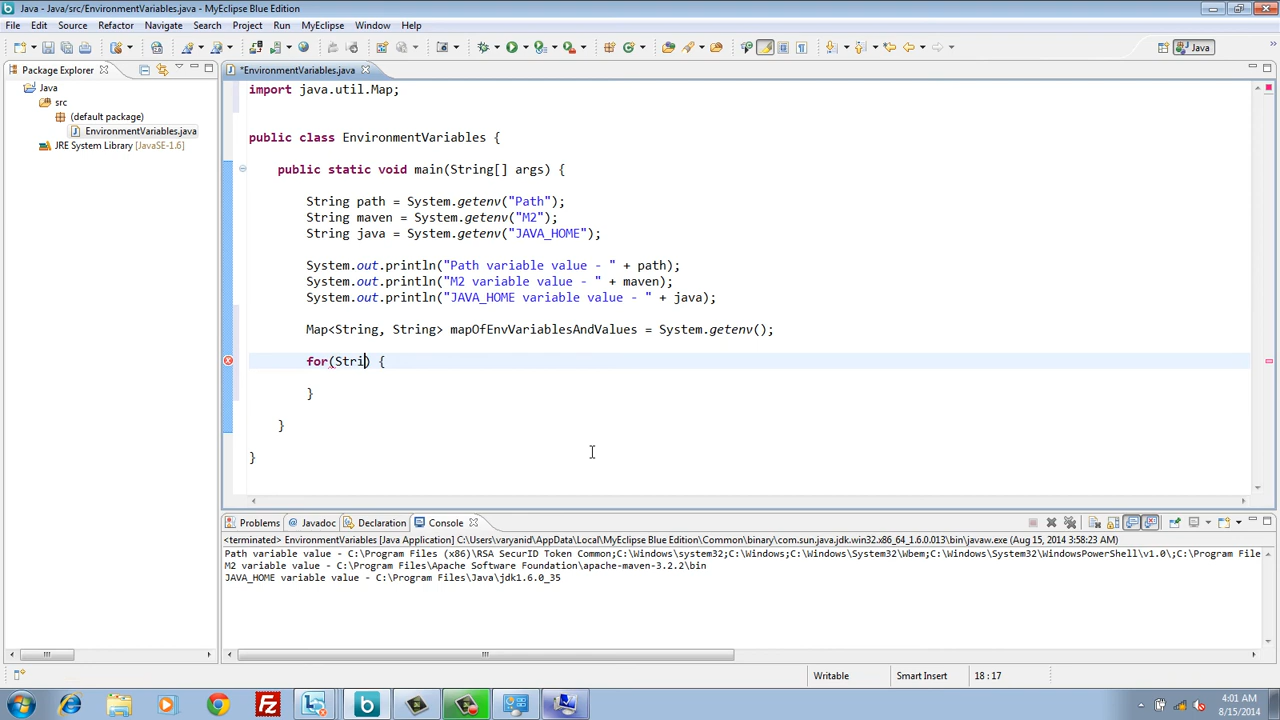 Java - Java/src/EnvironmentVariables.java - MyEclipse Blue Edition
File Edit Source Refactor Navigate Search Project Run MyEclipse Window Help
Java
Package Explorer
Java
src
(default package)
EnvironmentVariables.java
JRE System Library [JavaSE-1.6]
*EnvironmentVariables.java
import java.util.Map;
public class EnvironmentVariables {
public static void main(String[] args) {
String path = System.getenv("Path");
String maven = System.getenv("M2");
String java = System.getenv("JAVA_HOME");
System.out.println("Path variable value - " + path);
System.out.println("M2 variable value - " + maven);
System.out.println("JAVA_HOME variable value - " + java);
Map<String, String> mapOfEnvVariablesAndValues = System.getenv();
for(Stri) {
}
}
}
Problems Javadoc Declaration Console
<terminated> EnvironmentVariables [Java Application] C:\Users\varyanid\AppData\Local\MyEclipse Blue Edition\Common\binary\com.sun.java.jdk.win32.x86_64_1.6.0.013\bin\javaw.exe (Aug 15, 2014 3:58:23 AM)
Path variable value - C:\Program Files (x86)\RSA SecurID Token Common;C:\Windows\system32;C:\Windows;C:\Windows\System32\Wbem;C:\Windows\System32\WindowsPowerShell\v1.0\;C:\Program File
M2 variable value - C:\Program Files\Apache Software Foundation\apache-maven-3.2.2\bin
JAVA_HOME variable value - C:\Program Files\Java\jdk1.6.0_35
Writable Smart Insert 18 : 17
4:01 AM
8/15/2014